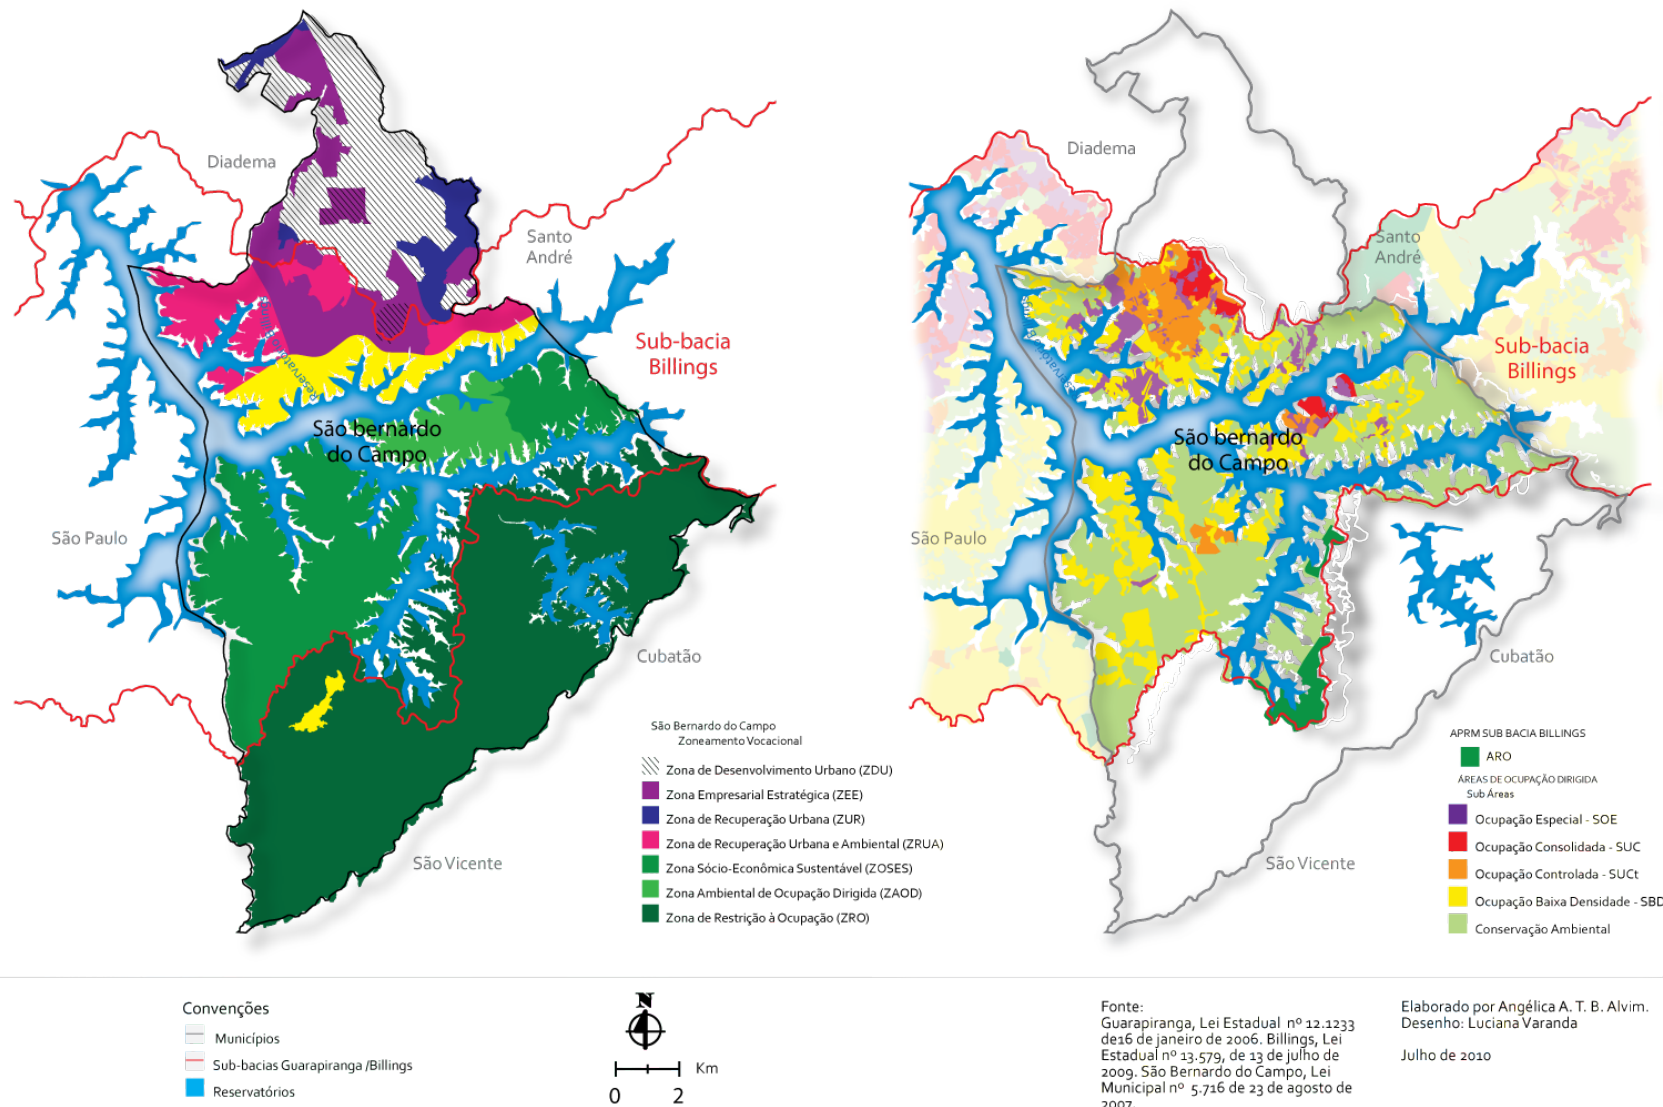 Diadema
Santo
André
Sub-bacia
Billings
Reservatório Billings
São bernardo
do Campo
São Paulo
Cubatão
São Vicente
São Bernardo do Campo
Zoneamento Vocacional
Zona de Desenvolvimento Urbano (ZDU)
Zona Empresarial Estratégica (ZEE)
Zona de Recuperação Urbana (ZUR)
Zona de Recuperação Urbana e Ambiental (ZRUA)
Zona Sócio-Econômica Sustentável (ZOSES)
Zona Ambiental de Ocupação Dirigida (ZAOD)
Zona de Restrição à Ocupação (ZRO)
Diadema
Santo
André
Sub-bacia
Billings
São bernardo
do Campo
São Paulo
Cubatão
São Vicente
APRM SUB BACIA BILLINGS
ARO
ÁREAS DE OCUPAÇÃO DIRIGIDA
Sub Áreas
Ocupação Especial - SOE
Ocupação Consolidada - SUC
Ocupação Controlada - SUCt
Ocupação Baixa Densidade - SBD
Conservação Ambiental
Convenções
Municípios
Sub-bacias Guarapiranga /Billings
Reservatórios
N
Km
0 2
Fonte:
Guarapiranga, Lei Estadual nº 12.1233
de16 de janeiro de 2006. Billings, Lei
Estadual nº 13.579, de 13 de julho de
2009. São Bernardo do Campo, Lei
Municipal nº 5.716 de 23 de agosto de
2007.
Elaborado por Angélica A. T. B. Alvim.
Desenho: Luciana Varanda
Julho de 2010